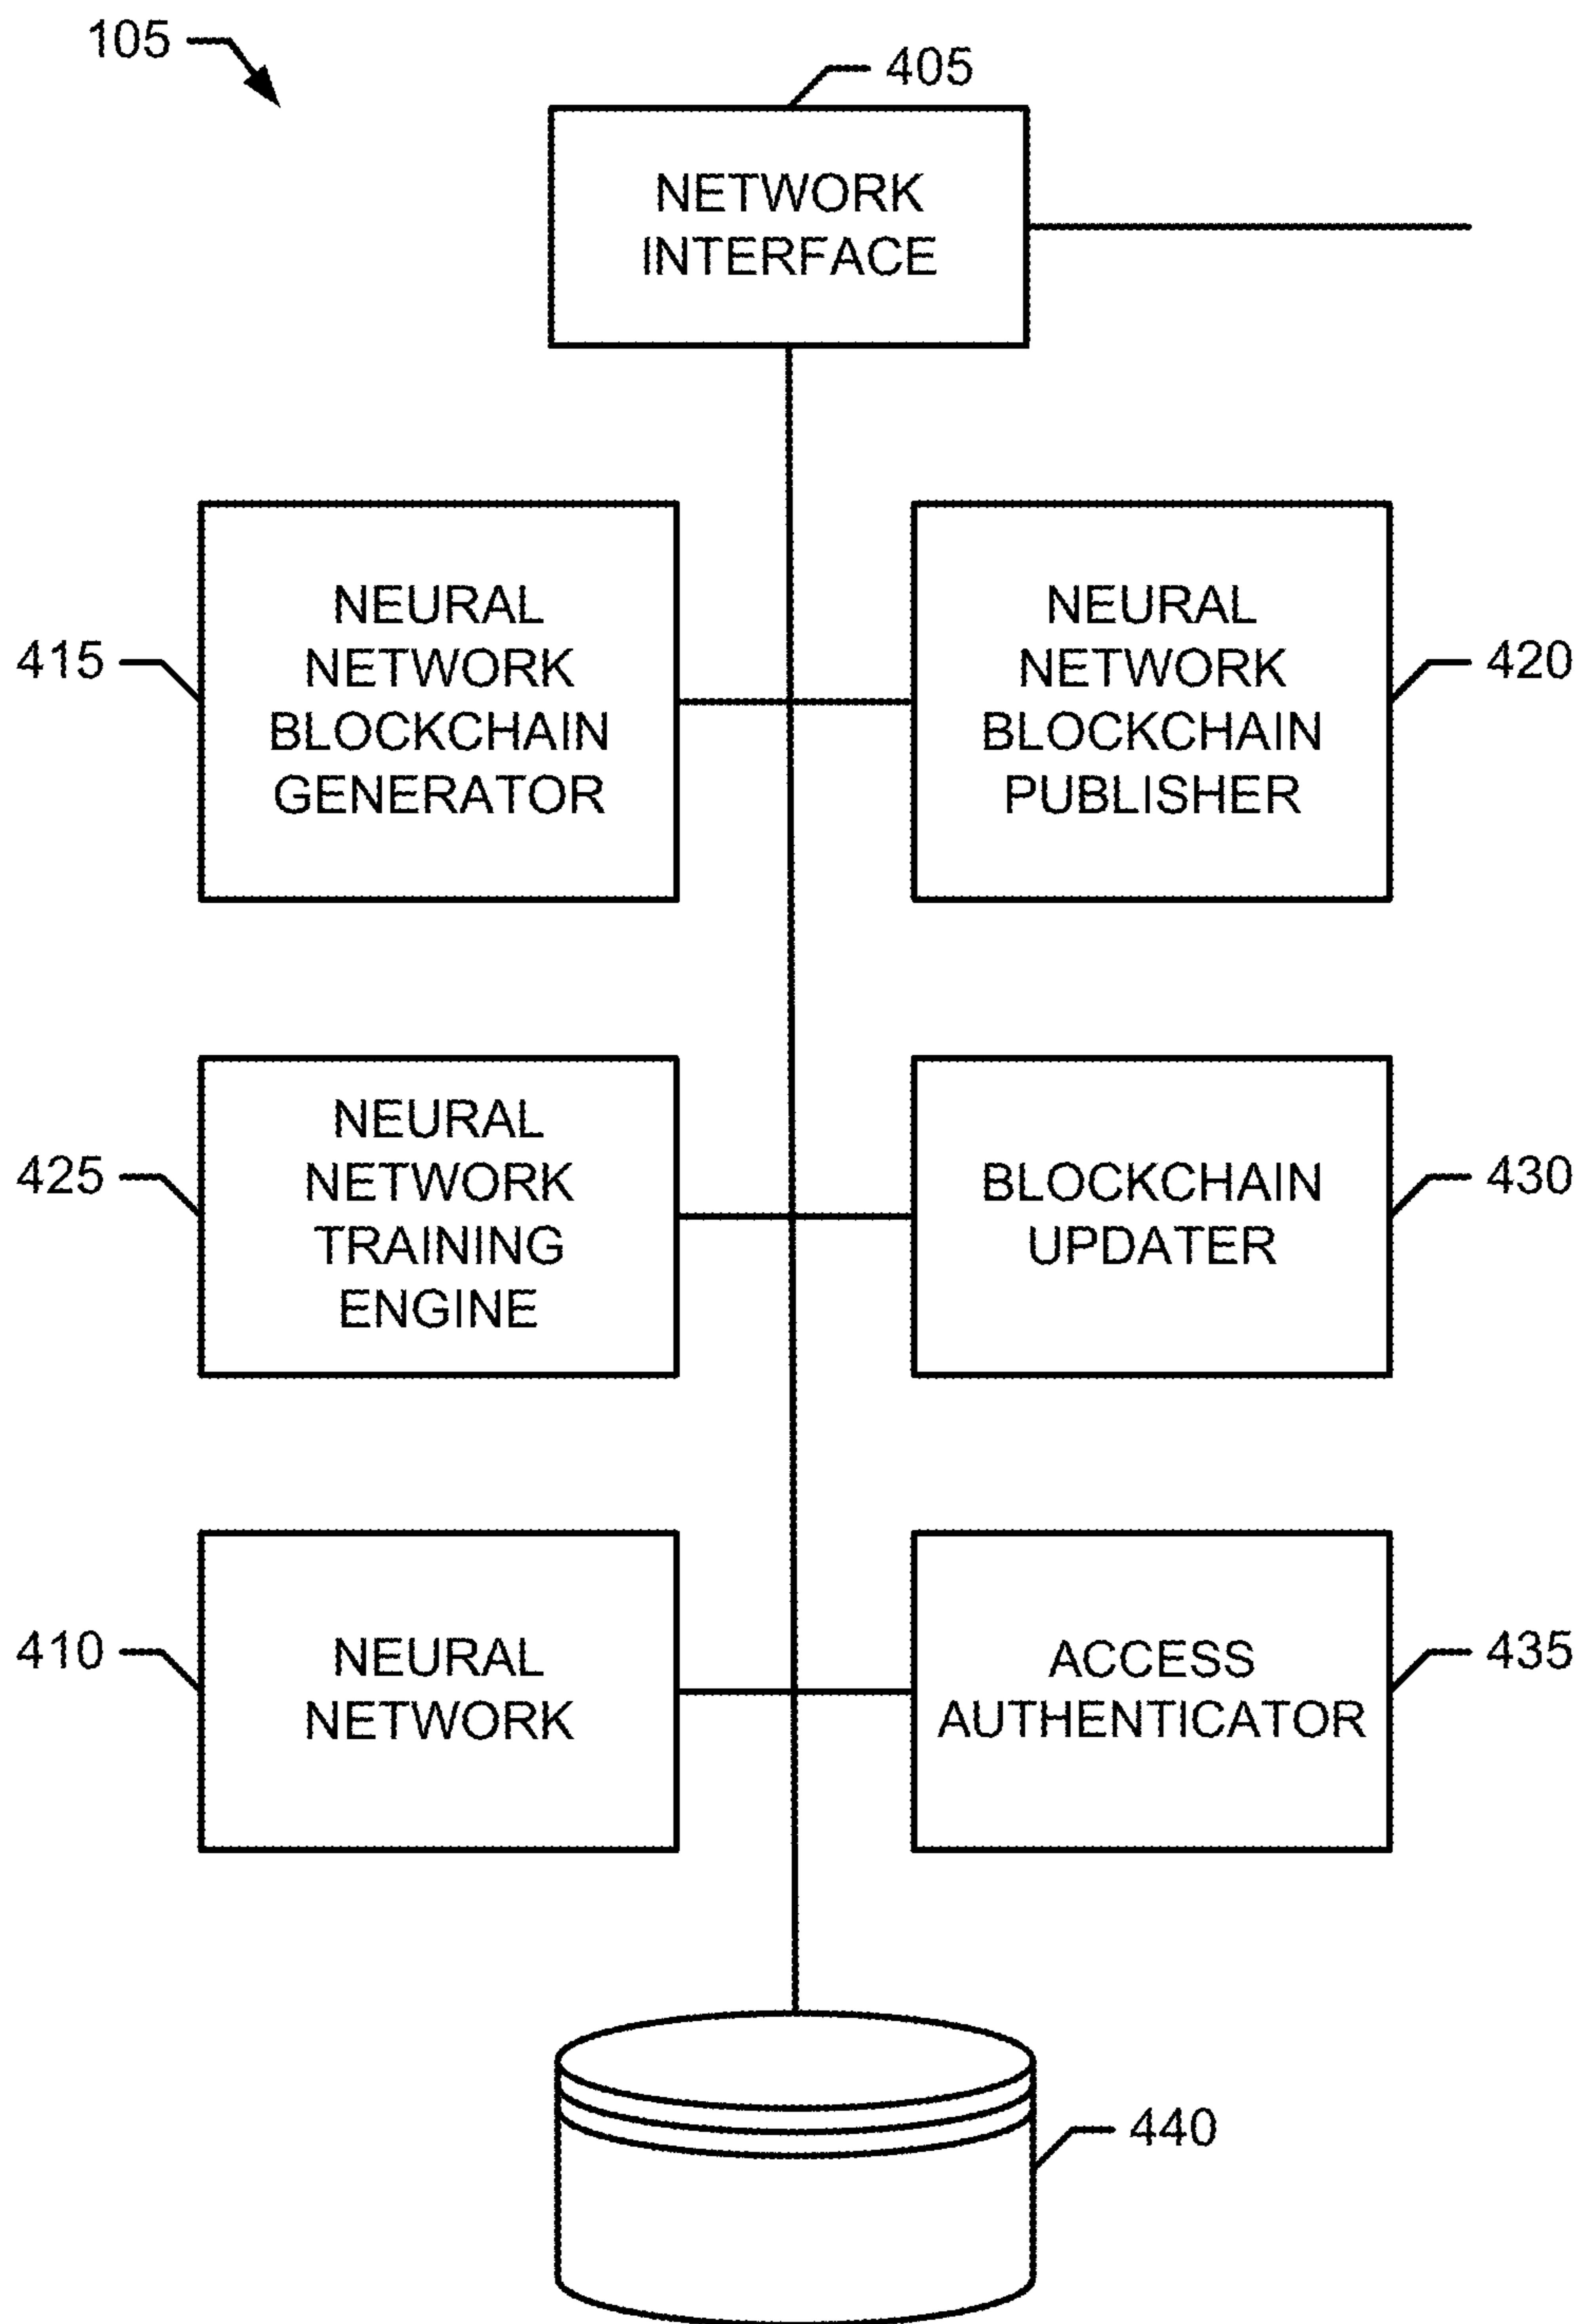 105
405
NETWORK
INTERFACE
NEURAL
NETWORK
BLOCKCHAIN
GENERATOR
415
NEURAL
NETWORK
BLOCKCHAIN
PUBLISHER
420
NEURAL
NETWORK
TRAINING
ENGINE
425
BLOCKCHAIN
UPDATER
430
NEURAL
NETWORK
410
ACCESS
AUTHENTICATOR
435
440